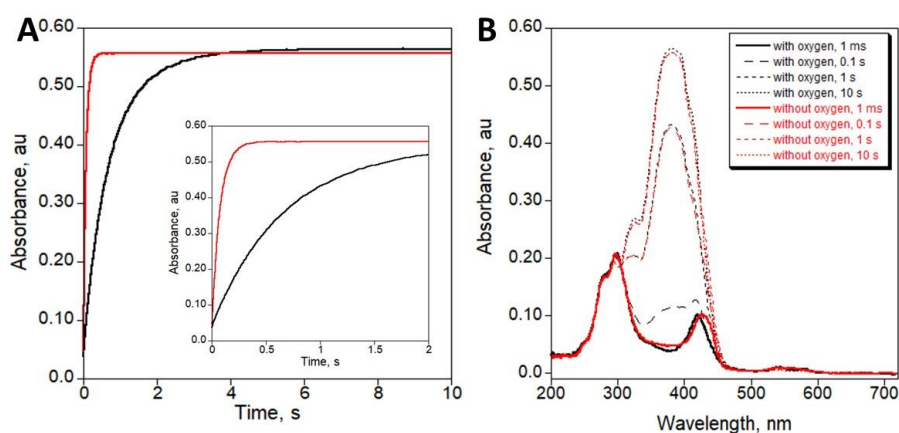 A
Absorbance, au
0.60
0.50
0.40
0.30
0.20
0.10
0.0
0
2
4
6
8
10
Time, s
Absorbance, au
0.60
0.50
0.40
0.30
0.20
0.10
0.00
0
0.5
1
1.5
2
Time, s
B
Absorbance, au
0.60
0.50
0.40
0.30
0.20
0.10
0.0
200
300
400
500
600
700
Wavelength, nm
with oxygen, 1 ms
with oxygen, 0.1 s
with oxygen, 1 s
with oxygen, 10 s
without oxygen, 1 ms
without oxygen, 0.1 s
without oxygen, 1 s
without oxygen, 10 s